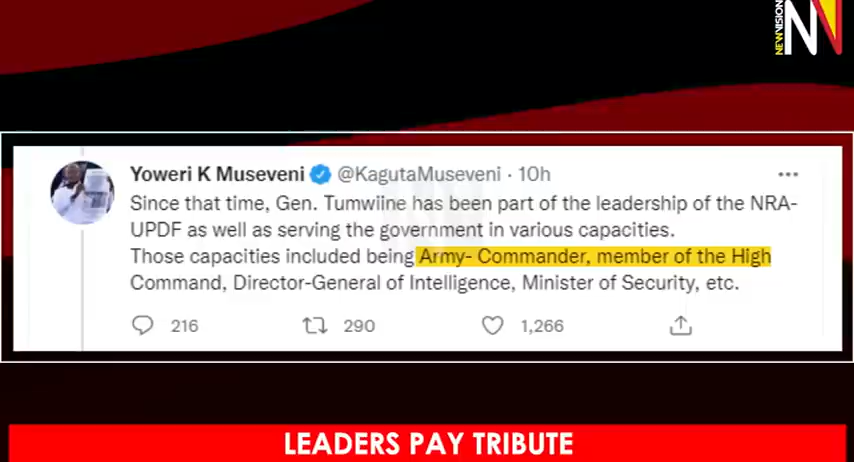 NEW VISION
N
Yoweri K Museveni @KagutaMuseveni · 10h
Since that time, Gen. Tumwiine has been part of the leadership of the NRA-
UPDF as well as serving the government in various capacities.
Those capacities included being Army- Commander, member of the High
Command, Director-General of Intelligence, Minister of Security, etc.
216 290 1,266
LEADERS PAY TRIBUTE